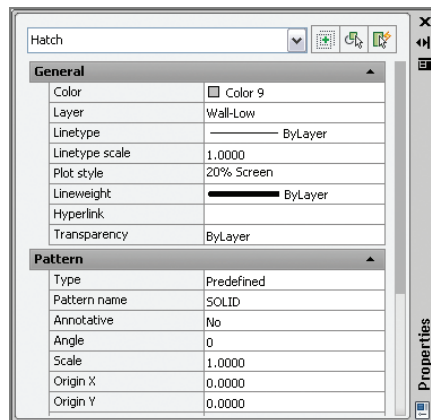 Hatch
General
Color Color 9
Layer Wall-Low
Linetype ByLayer
Linetype scale 1.0000
Plot style 20% Screen
Lineweight ByLayer
Hyperlink
Transparency ByLayer
Pattern
Type Predefined
Pattern name SOLID
Annotative No
Angle 0
Scale 1.0000
Origin X 0.0000
Origin Y 0.0000
Properties